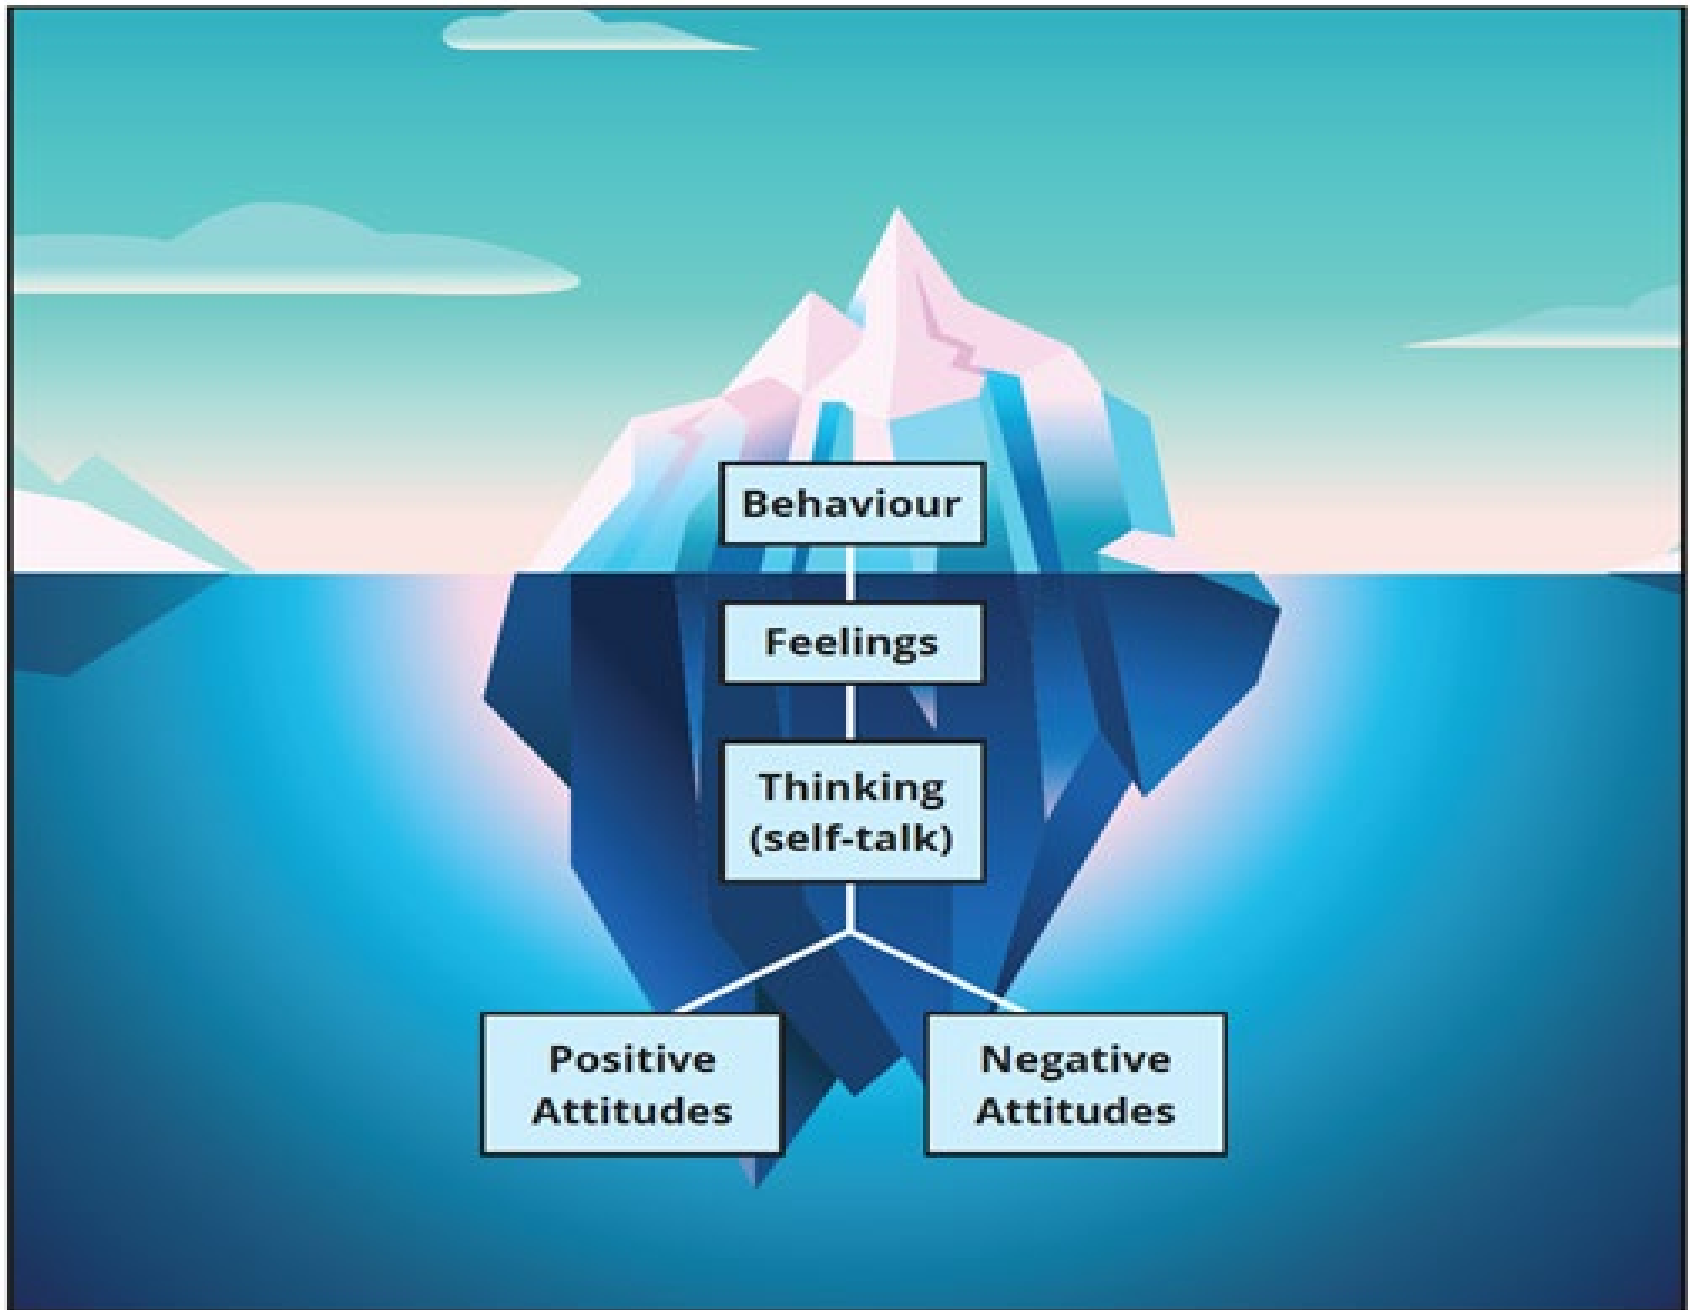 Behaviour
Feelings
Thinking
(self-talk)
Positive
Attitudes
Negative
Attitudes